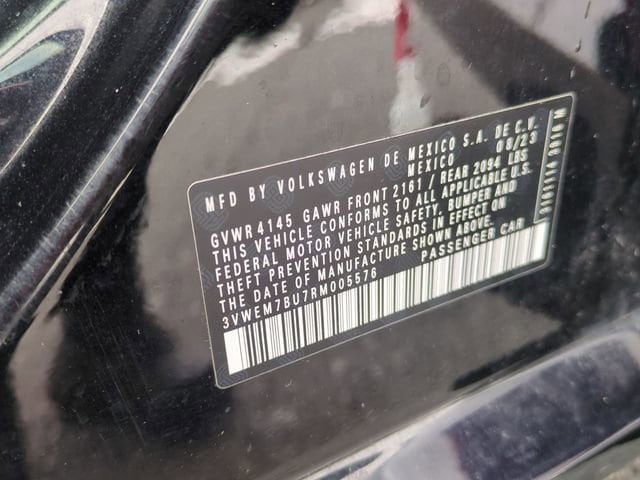 MFD BY VOLKSWAGEN DE MEXICO S.A. DE C.V.
MEXICO 08/23
GVWR 4145 GAWR FRONT 2161 / REAR 2094 LBS
THIS VEHICLE CONFORMS TO ALL APPLICABLE U.S.
FEDERAL MOTOR VEHICLE SAFETY, BUMPER AND
THEFT PREVENTION STANDARDS IN EFFECT ON
THE DATE OF MANUFACTURE SHOWN ABOVE.
3VWEM7BU7RM005576 PASSENGER CAR